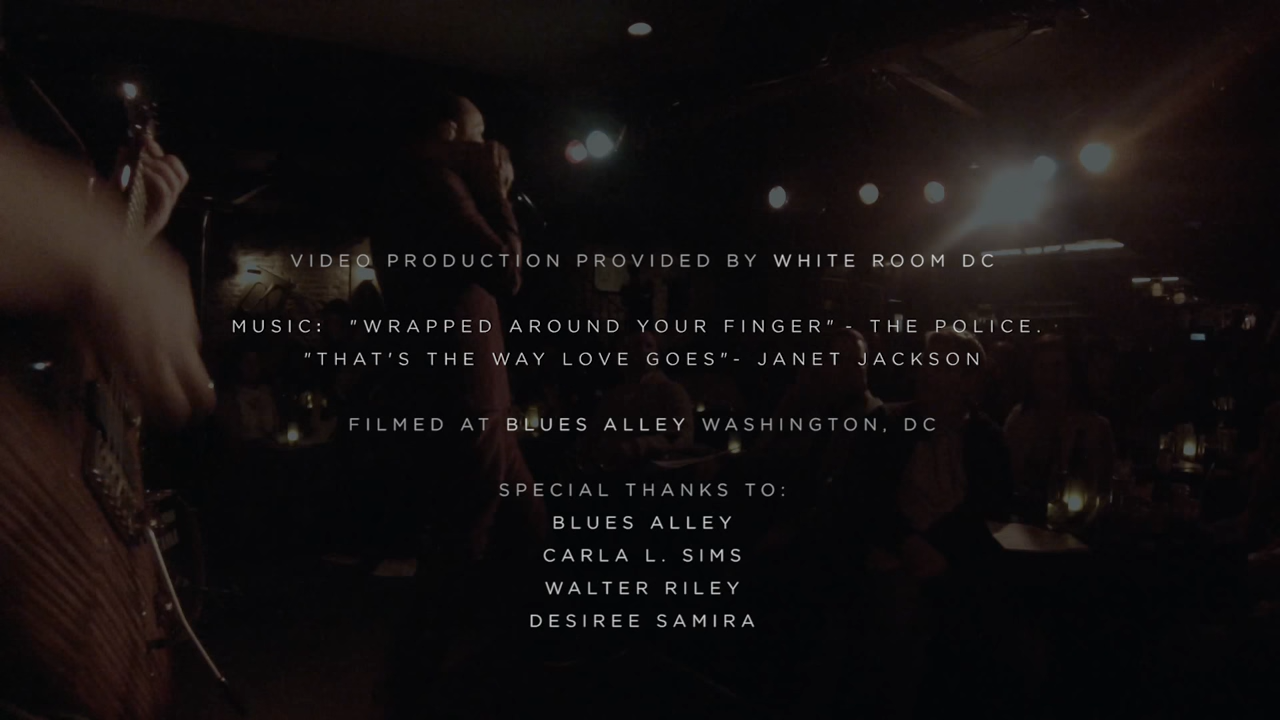 VIDEO PRODUCTION PROVIDED BY WHITE ROOM DC
MUSIC: "WRAPPED AROUND YOUR FINGER" - THE POLICE.
"THAT'S THE WAY LOVE GOES"- JANET JACKSON
FILMED AT BLUES ALLEY WASHINGTON, DC
SPECIAL THANKS TO:
BLUES ALLEY
CARLA L. SIMS
WALTER RILEY
DESIREE SAMIRA